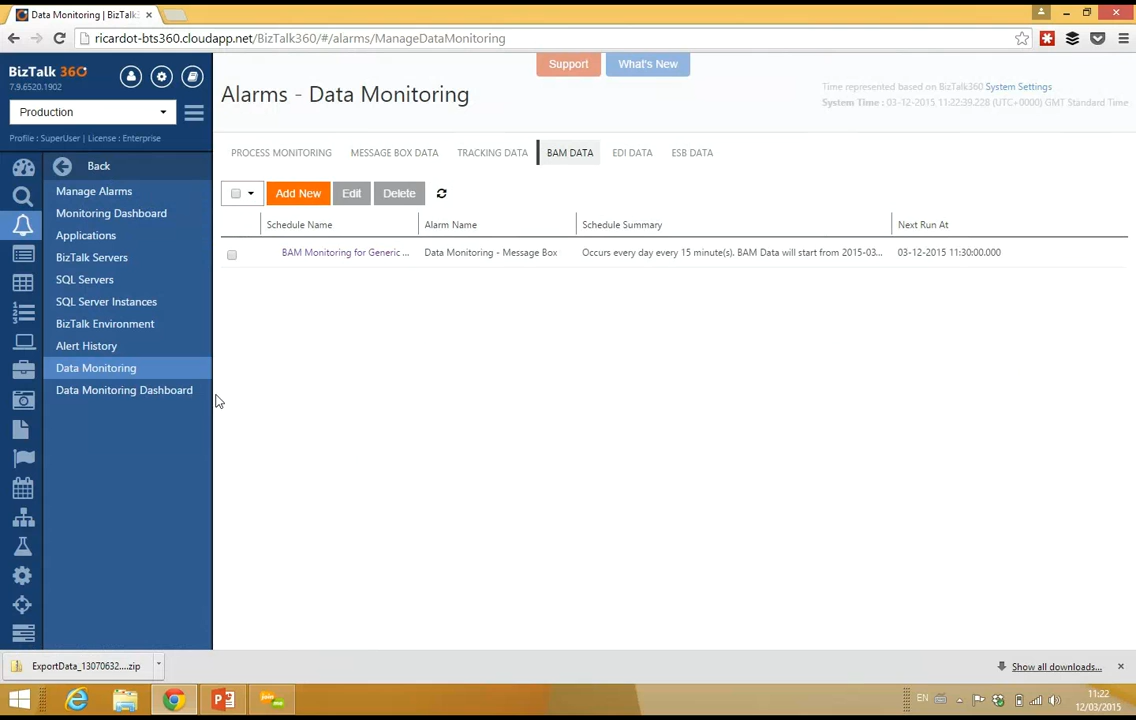 Data Monitoring | BizTalk
ricardot-bts360.cloudapp.net/BizTalk360/#/alarms/ManageDataMonitoring
BizTalk 360
7.9.6520.1902
Production
Profile : SuperUser | License : Enterprise
Back
Manage Alarms
Monitoring Dashboard
Applications
BizTalk Servers
SQL Servers
SQL Server Instances
BizTalk Environment
Alert History
Data Monitoring
Data Monitoring Dashboard
Support
What's New
Alarms - Data Monitoring
Time represented based on BizTalk360 System Settings
System Time : 03-12-2015 11:22:39.228 (UTC+0000) GMT Standard Time
PROCESS MONITORING
MESSAGE BOX DATA
TRACKING DATA
BAM DATA
EDI DATA
ESB DATA
Add New
Edit
Delete
Schedule Name
Alarm Name
Schedule Summary
Next Run At
BAM Monitoring for Generic ...
Data Monitoring - Message Box
Occurs every day every 15 minute(s). BAM Data will start from 2015-03...
03-12-2015 11:30:00.000
ExportData_13070632....zip
Show all downloads...
EN
11:22
12/03/2015